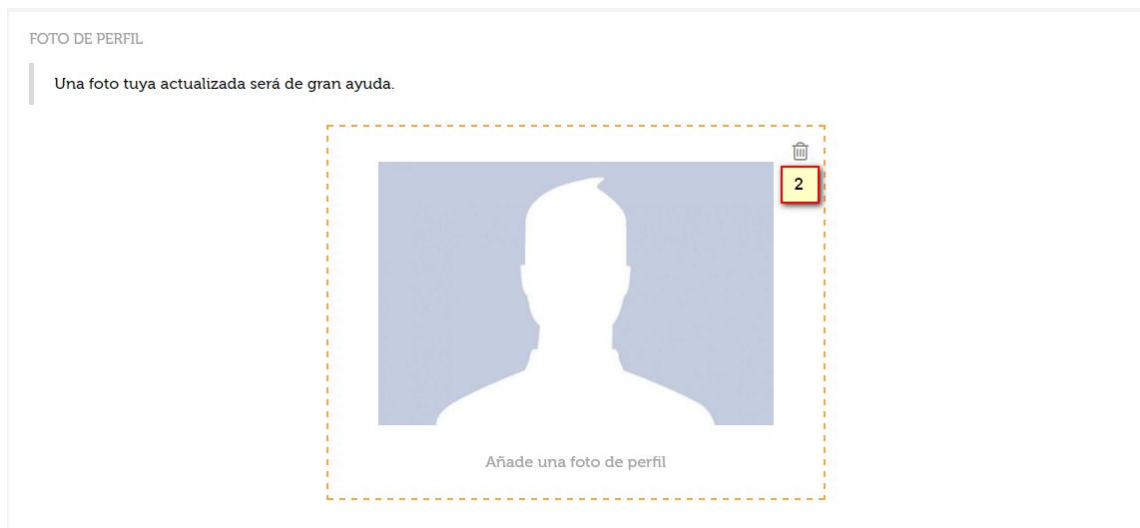 FOTO DE PERFIL
Una foto tuya actualizada será de gran ayuda.
2
Añade una foto de perfil